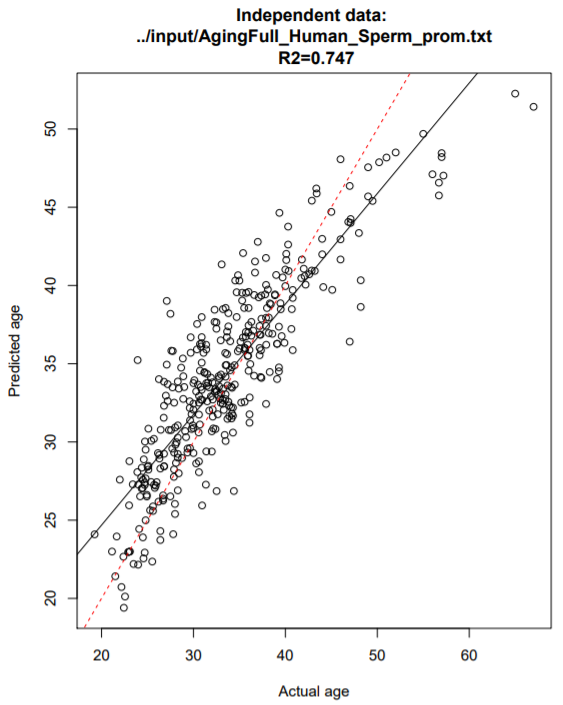 Independent data:
../input/AgingFull_Human_Sperm_prom.txt
R2=0.747
Predicted age
50
45
40
35
30
25
20
20 30 40 50 60
Actual age